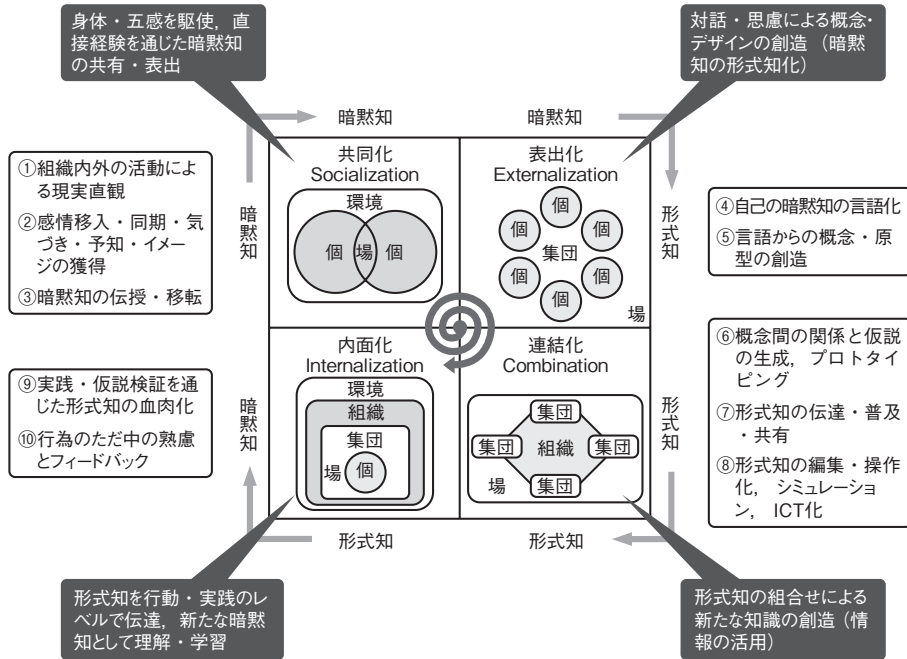 身体・五感を駆使，直
接経験を通じた暗黙知
の共有・表出
対話・思慮による概念・
デザインの創造 （暗黙
知の形式知化）
暗黙知
暗黙知
①組織内外の活動によ
る現実直観
②感情移入・同期・気
づき・予知・イメー
ジの獲得
③暗黙知の伝授・移転
暗黙知
共同化
Socialization
環境
個
場
個
表出化
Externalization
個
個
個
集団
個
個
個
場
形式知
④自己の暗黙知の言語化
⑤言語からの概念・原
型の創造
⑨実践・仮説検証を通
じた形式知の血肉化
⑩行為のただ中の熟慮
とフィードバック
暗黙知
内面化
Internalization
環境
組織
集団
場
個
連結化
Combination
集団
集団
組織
集団
場
集団
形式知
⑥概念間の関係と仮説
の生成，プロトタイ
ピング
⑦形式知の伝達・普及
・共有
⑧形式知の編集・操作
化， シミュレーショ
ン， ICT化
形式知
形式知
形式知を行動・実践のレ
ベルで伝達，新たな暗黙
知として理解・学習
形式知の組合せによる
新たな知識の創造（情
報の活用）